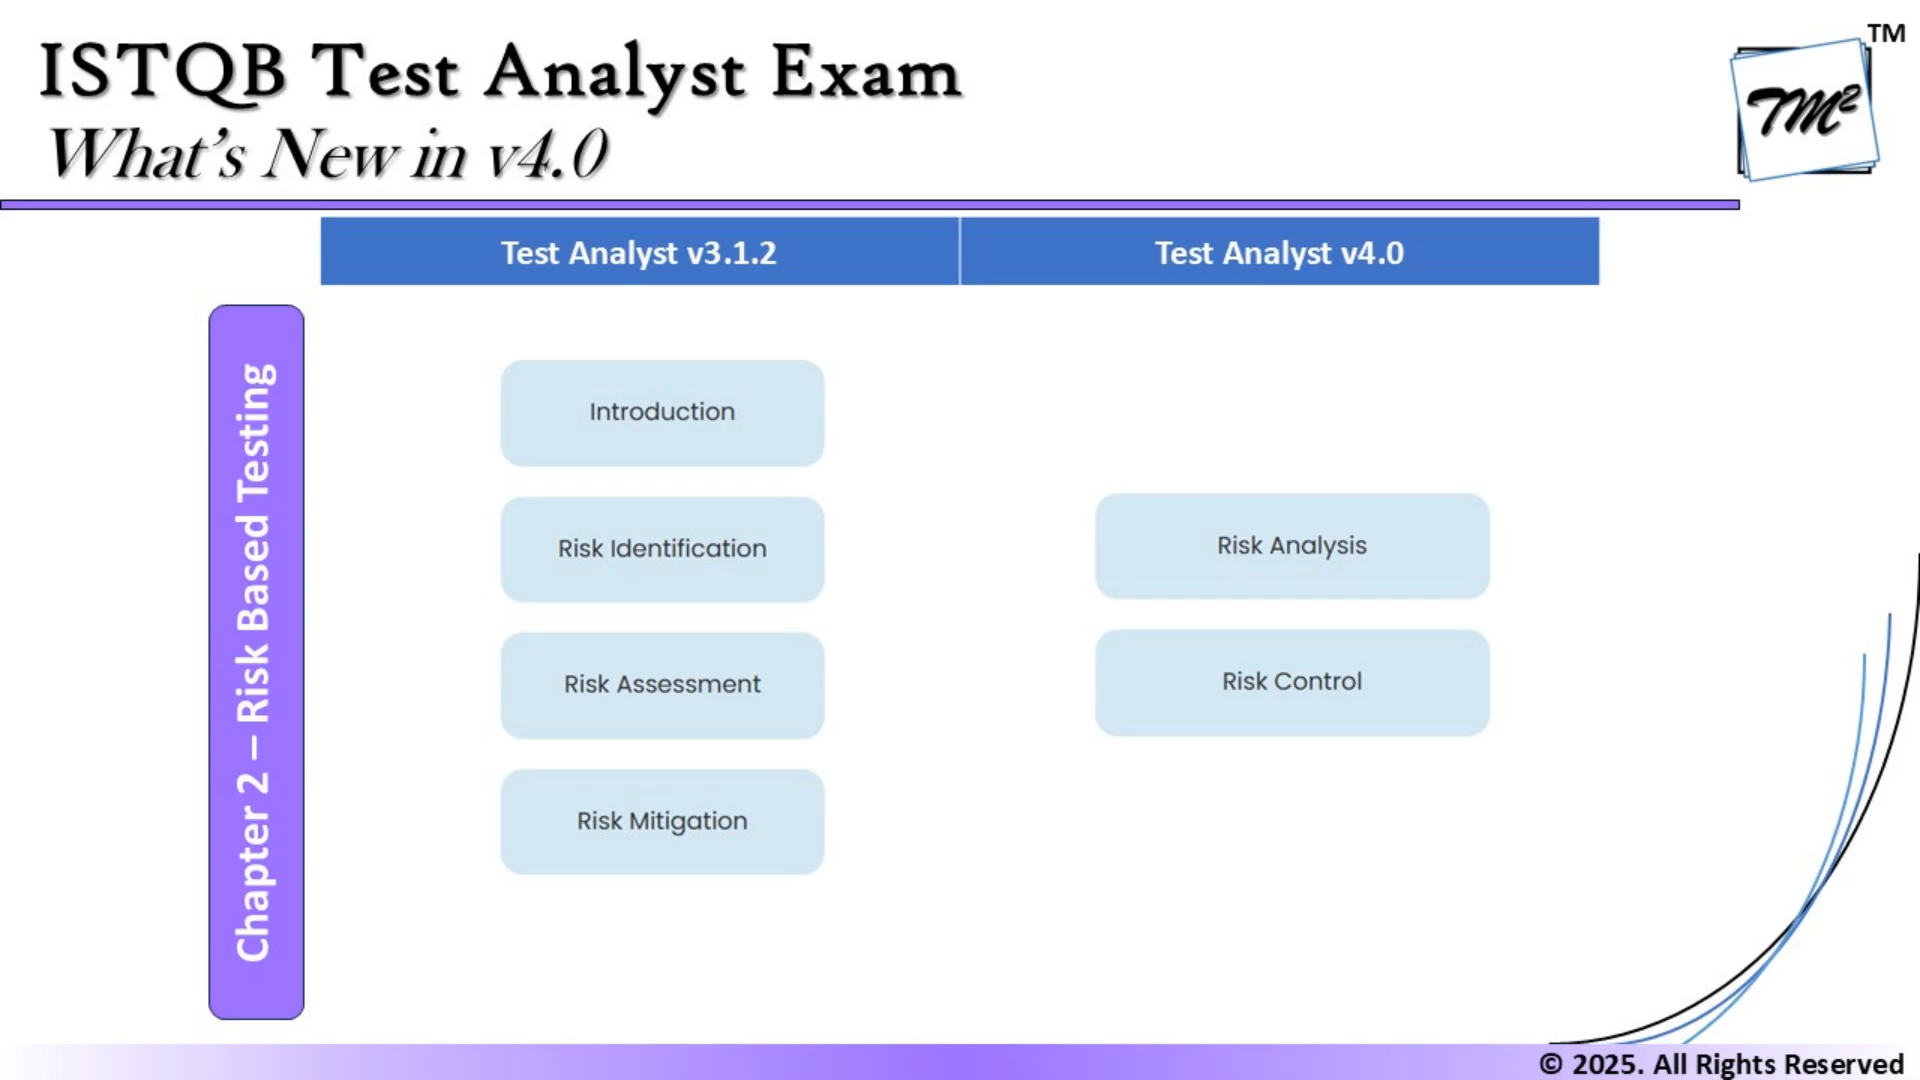 ISTQB Test Analyst Exam
What's New in v4.0
TM
TM²
Test Analyst v3.1.2
Test Analyst v4.0
Chapter 2 – Risk Based Testing
Introduction
Risk Identification
Risk Assessment
Risk Mitigation
Risk Analysis
Risk Control
© 2025. All Rights Reserved